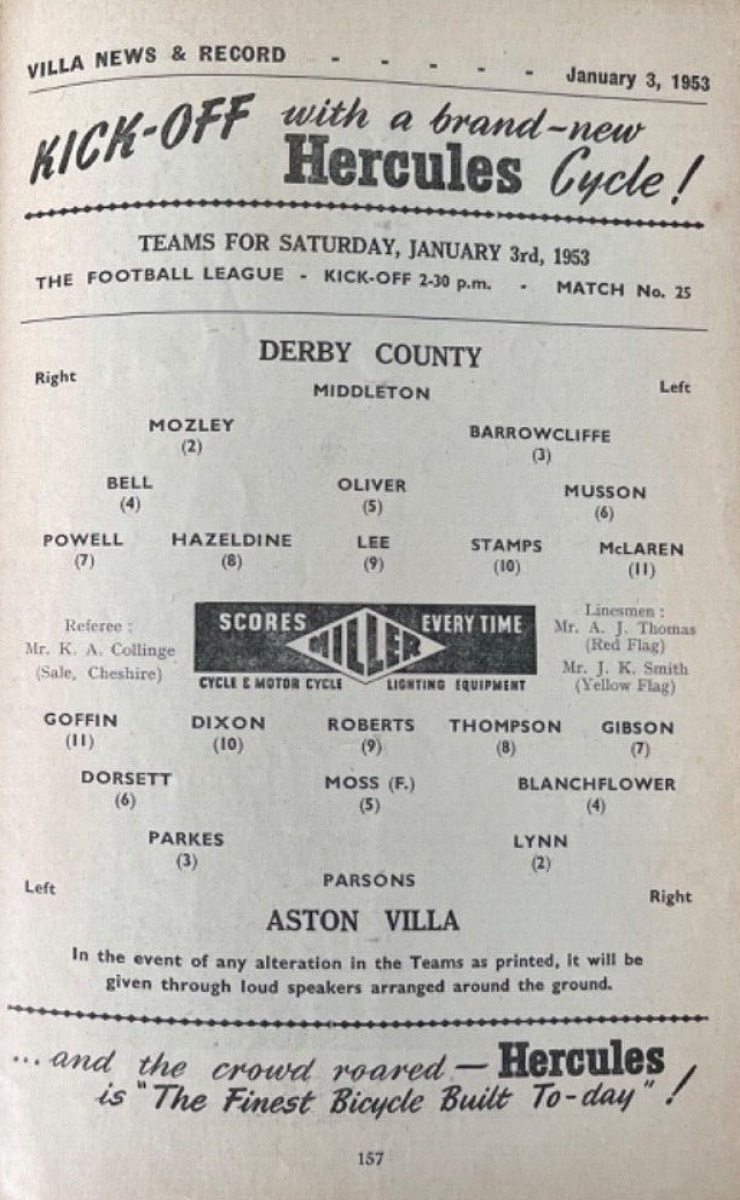 VILLA NEWS & RECORD - - - - - January 3, 1953
KICK-OFF with a brand-new
Hercules Cycle!
TEAMS FOR SATURDAY, JANUARY 3rd, 1953
THE FOOTBALL LEAGUE - KICK-OFF 2-30 p.m. - MATCH No. 25
DERBY COUNTY
Right MIDDLETON Left
MOZLEY BARROWCLIFFE
(2) (3)
BELL OLIVER MUSSON
(4) (5) (6)
POWELL HAZELDINE LEE STAMPS McLAREN
(7) (8) (9) (10) (11)
Referee :
Mr. K. A. Collinge
(Sale, Cheshire)
SCORES MILLER EVERY TIME
CYCLE & MOTOR CYCLE LIGHTING EQUIPMENT
Linesmen :
Mr. A. J. Thomas
(Red Flag)
Mr. J. K. Smith
(Yellow Flag)
GOFFIN DIXON ROBERTS THOMPSON GIBSON
(11) (10) (9) (8) (7)
DORSETT MOSS (F.) BLANCHFLOWER
(6) (5) (4)
PARKES LYNN
(3) (2)
Left PARSONS Right
ASTON VILLA
In the event of any alteration in the Teams as printed, it will be
given through loud speakers arranged around the ground.
...and the crowd roared — Hercules
is "The Finest Bicycle Built To-day" !
157